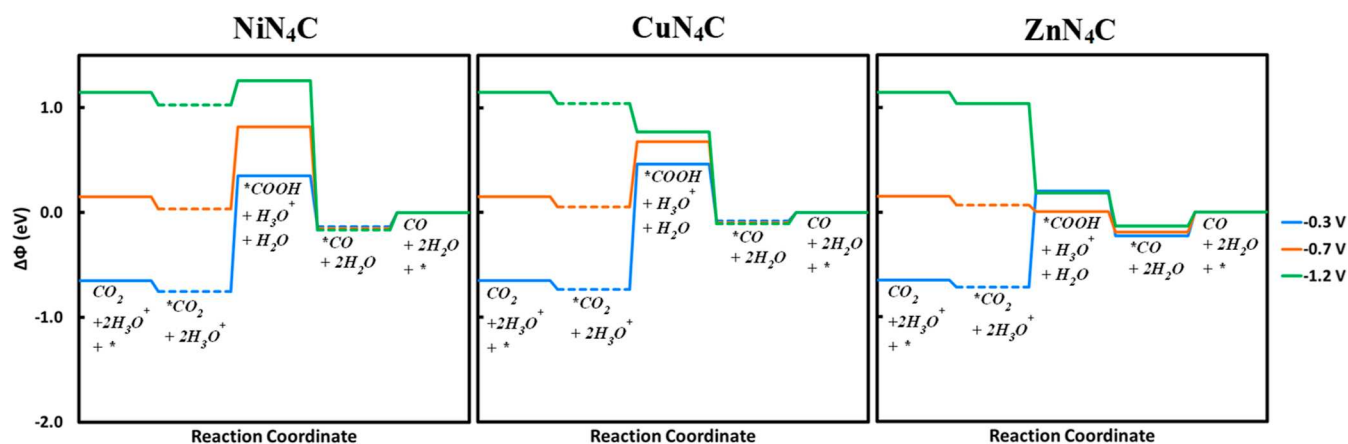 NiN₄C
CuN₄C
ZnN₄C
ΔΦ (eV)
1.0
0.0
-1.0
-2.0
CO₂
+2H₃O⁺
+ *
*CO₂
+ 2H₃O⁺
*COOH
+ H₃O⁺
+ H₂O
*CO
+ 2H₂O
CO
+ 2H₂O
+ *
CO₂
+2H₃O⁺
+ *
*CO₂
+ 2H₃O⁺
*COOH
+ H₃O⁺
+ H₂O
*CO
+ 2H₂O
CO
+ 2H₂O
+ *
CO₂
+2H₃O⁺
+ *
*CO₂
+ 2H₃O⁺
*COOH
+ H₃O⁺
+ H₂O
*CO
+ 2H₂O
CO
+ 2H₂O
+ *
-0.3 V
-0.7 V
-1.2 V
Reaction Coordinate
Reaction Coordinate
Reaction Coordinate